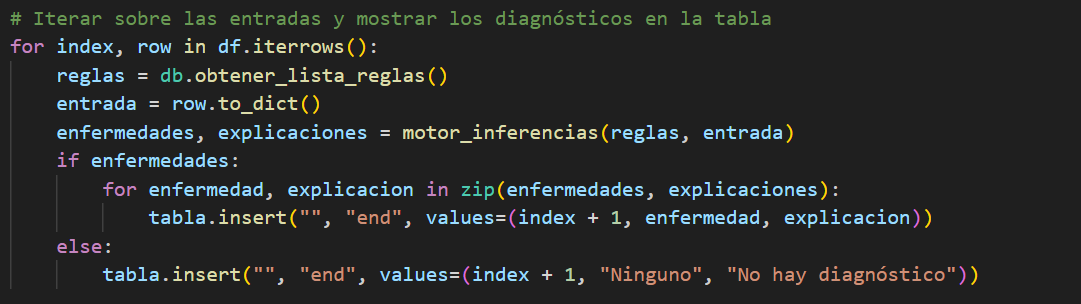 # Iterar sobre las entradas y mostrar los diagnósticos en la tabla
for index, row in df.iterrows():
    reglas = db.obtener_lista_reglas()
    entrada = row.to_dict()
    enfermedades, explicaciones = motor_inferencias(reglas, entrada)
    if enfermedades:
        for enfermedad, explicacion in zip(enfermedades, explicaciones):
            tabla.insert("", "end", values=(index + 1, enfermedad, explicacion))
    else:
        tabla.insert("", "end", values=(index + 1, "Ninguno", "No hay diagnóstico"))